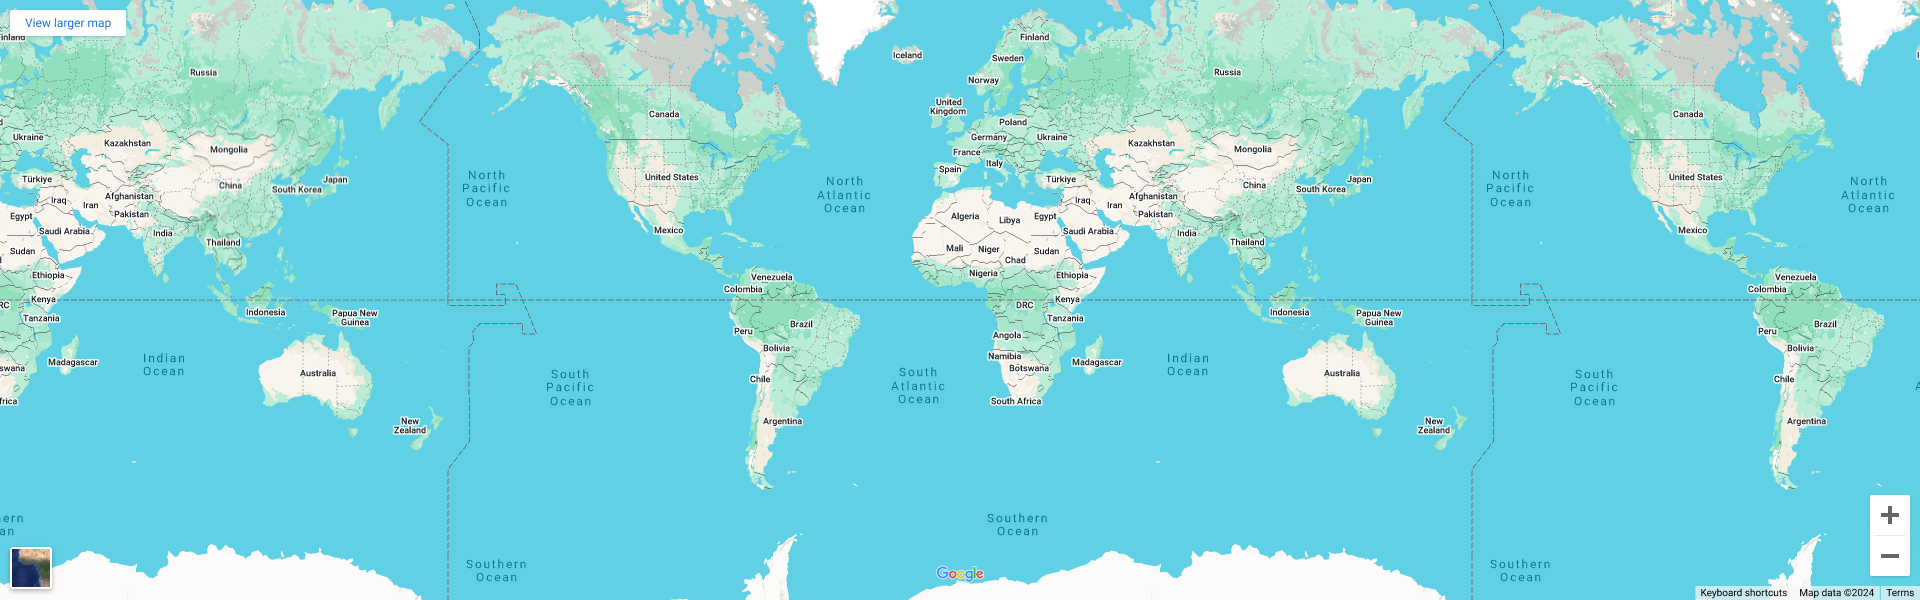 View larger map
Finland
Iceland
Sweden
Norway
Russia
Russia
United
Kingdom
Canada
Canada
Poland
Ukraine
Germany
Ukraine
Kazakhstan
Mongolia
France
Italy
Kazakhstan
Mongolia
Spain
Türkiye
China
South Korea
Japan
North
Pacific
Ocean
United States
North
Atlantic
Ocean
Türkiye
China
South Korea
Japan
North
Pacific
Ocean
United States
North
Atlantic
Ocean
Afghanistan
Iraq
Iran
Pakistan
Egypt
Saudi Arabia
India
Sudan
Thailand
Mexico
Algeria
Libya
Egypt
Iraq
Iran
Afghanistan
Pakistan
Saudi Arabia
India
Thailand
Mexico
Mali
Niger
Chad
Sudan
Ethiopia
Nigeria
Ethiopia
Venezuela
Colombia
Venezuela
Colombia
Kenya
RC
Tanzania
Indonesia
Papua New
Guinea
Peru
Brazil
DRC
Kenya
Tanzania
Indonesia
Papua New
Guinea
Peru
Brazil
Angola
Bolivia
Namibia
Botswana
Madagascar
Bolivia
Madagascar
swana
Indian
Ocean
Australia
South
Pacific
Ocean
Chile
South
Atlantic
Ocean
Indian
Ocean
Australia
South
Pacific
Ocean
Chile
frica
South Africa
New
Zealand
Argentina
New
Zealand
Argentina
ern
an
Southern
Ocean
Southern
Ocean
Southern
Ocean
Google
Keyboard shortcuts Map data ©2024 Terms